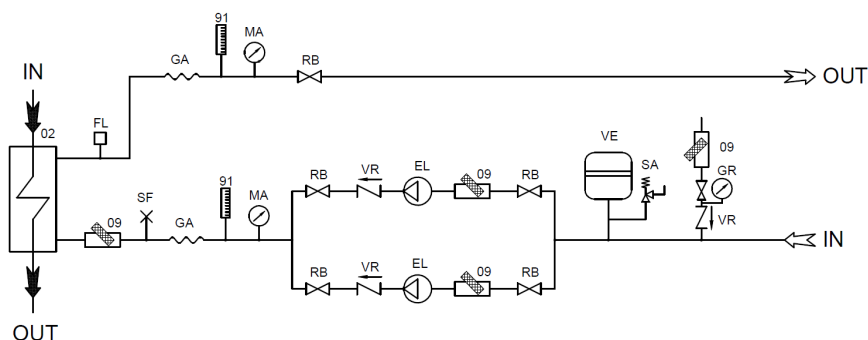 91
MA
GA
RB
IN
OUT
FL
02
VE
SA
09
GR
VR
91
SF
MA
GA
09
RB
VR
EL
09
RB
IN
RB
VR
EL
09
RB
OUT